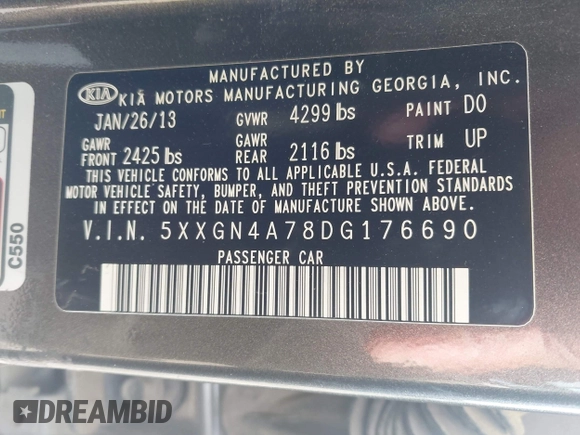 MANUFACTURED BY
KIA KIA MOTORS MANUFACTURING GEORGIA, INC.
JAN/26/13 GVWR 4299 lbs PAINT DO
GAWR FRONT 2425 lbs GAWR REAR 2116 lbs TRIM UP
THIS VEHICLE CONFORMS TO ALL APPLICABLE U.S.A. FEDERAL
MOTOR VEHICLE SAFETY, BUMPER, AND THEFT PREVENTION STANDARDS
IN EFFECT ON THE DATE OF MANUFACTURE SHOWN ABOVE.
V.I.N. 5XXGN4A78DG176690
PASSENGER CAR
C550
DREAMBID